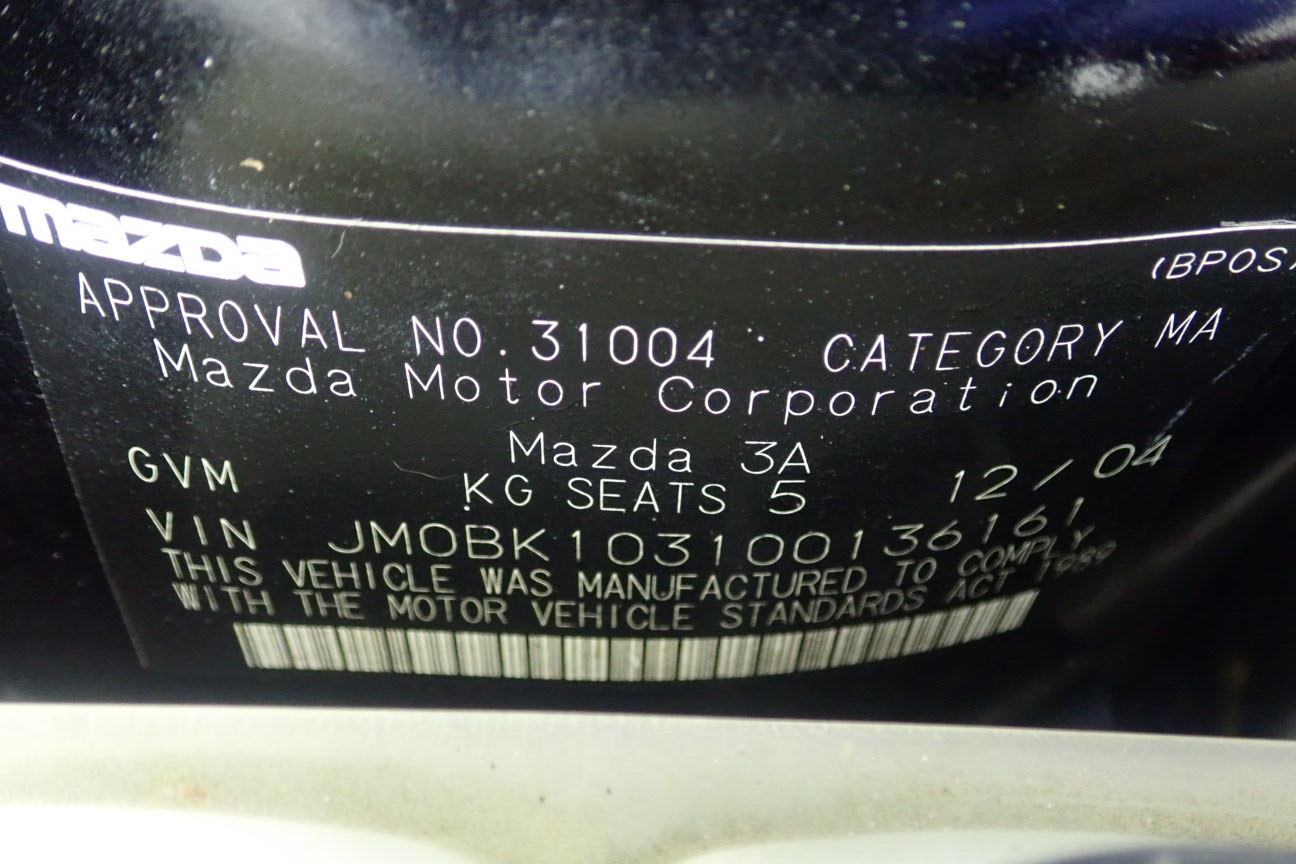 mazda
(BPOS)
APPROVAL NO. 31004 CATEGORY MA
Mazda Motor Corporation
Mazda 3A
GVM KG SEATS 5 12/04
VIN JM0BK103100136161
THIS VEHICLE WAS MANUFACTURED TO COMPLY
WITH THE MOTOR VEHICLE STANDARDS ACT 1989